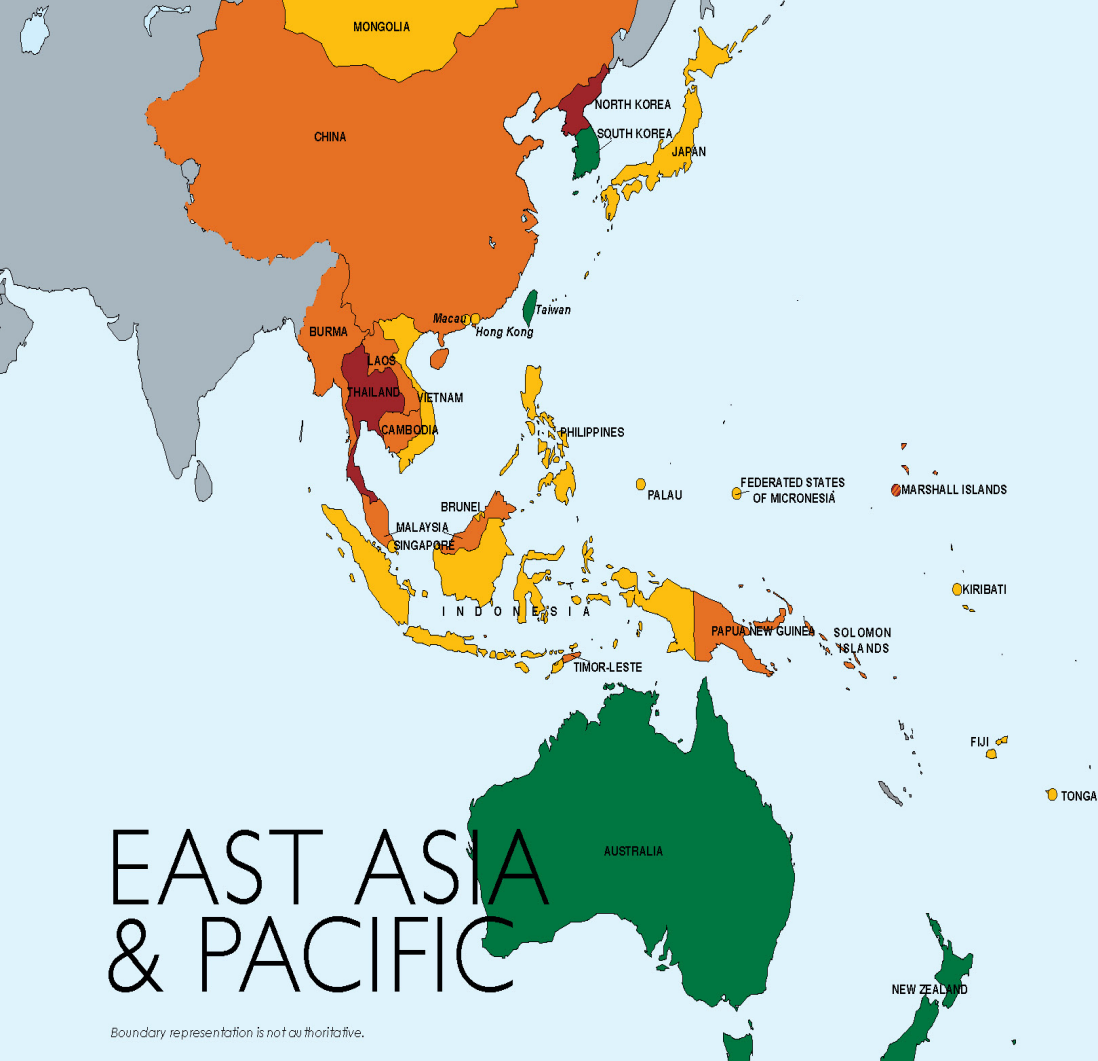 MONGOLIA
NORTH KOREA
CHINA
SOUTH KOREA
JAPAN
Taiwan
Macau
Hong Kong
BURMA
LAOS
THAILAND
VIETNAM
CAMBODIA
PHILIPPINES
PALAU
FEDERATED STATES
OF MICRONESIA
MARSHALL ISLANDS
BRUNEI
MALAYSIA
SINGAPORE
KIRIBATI
INDONESIA
PAPUA NEW GUINEA
SOLOMON
ISLANDS
TIMOR-LESTE
FIJI
TONGA
AUSTRALIA
EAST ASIA
& PACIFIC
NEW ZEALAND
Boundary representation is not authoritative.